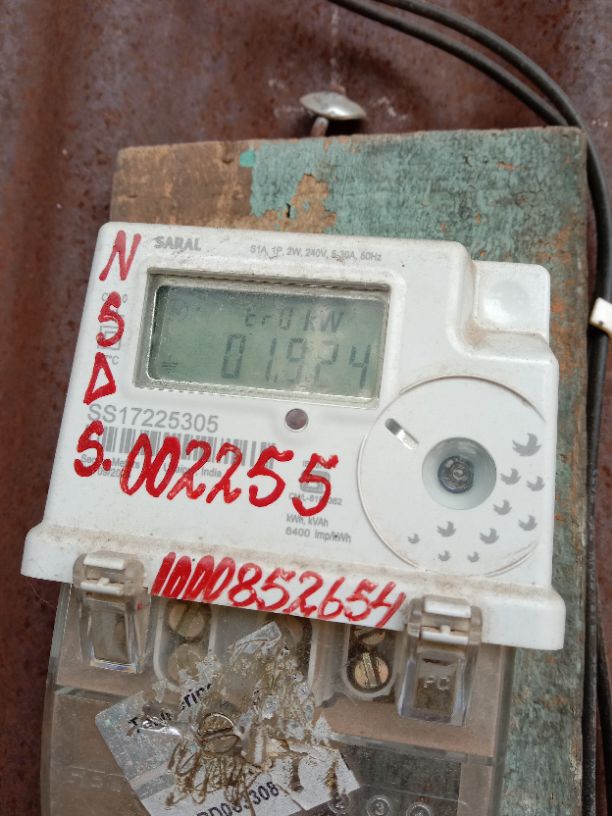 SARAL
S1A, 1P, 2W, 240V, 5-30A, 50Hz
kW
01.924
N
S
D
SS17225305
S.002255
kWh, kVAh
6400 imp/kWh
1100852654
PC